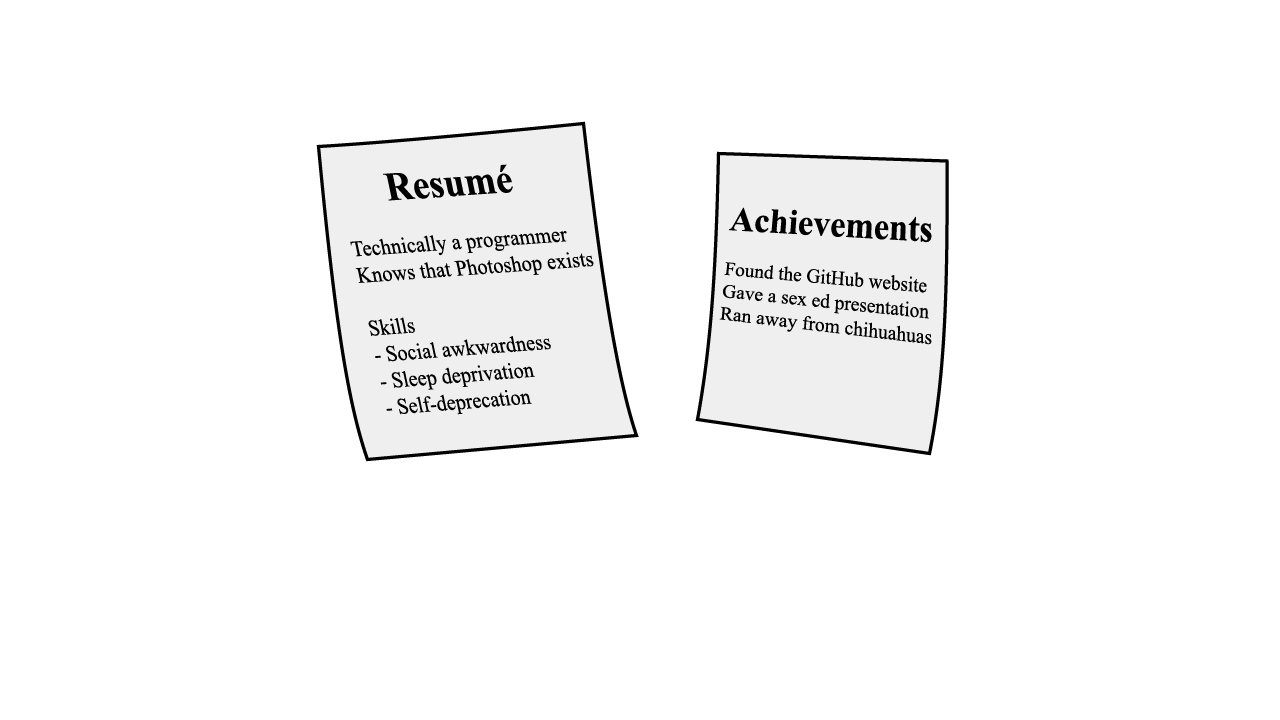 Resumé
Technically a programmer
Knows that Photoshop exists
Skills
- Social awkwardness
- Sleep deprivation
- Self-deprecation
Achievements
Found the GitHub website
Gave a sex ed presentation
Ran away from chihuahuas